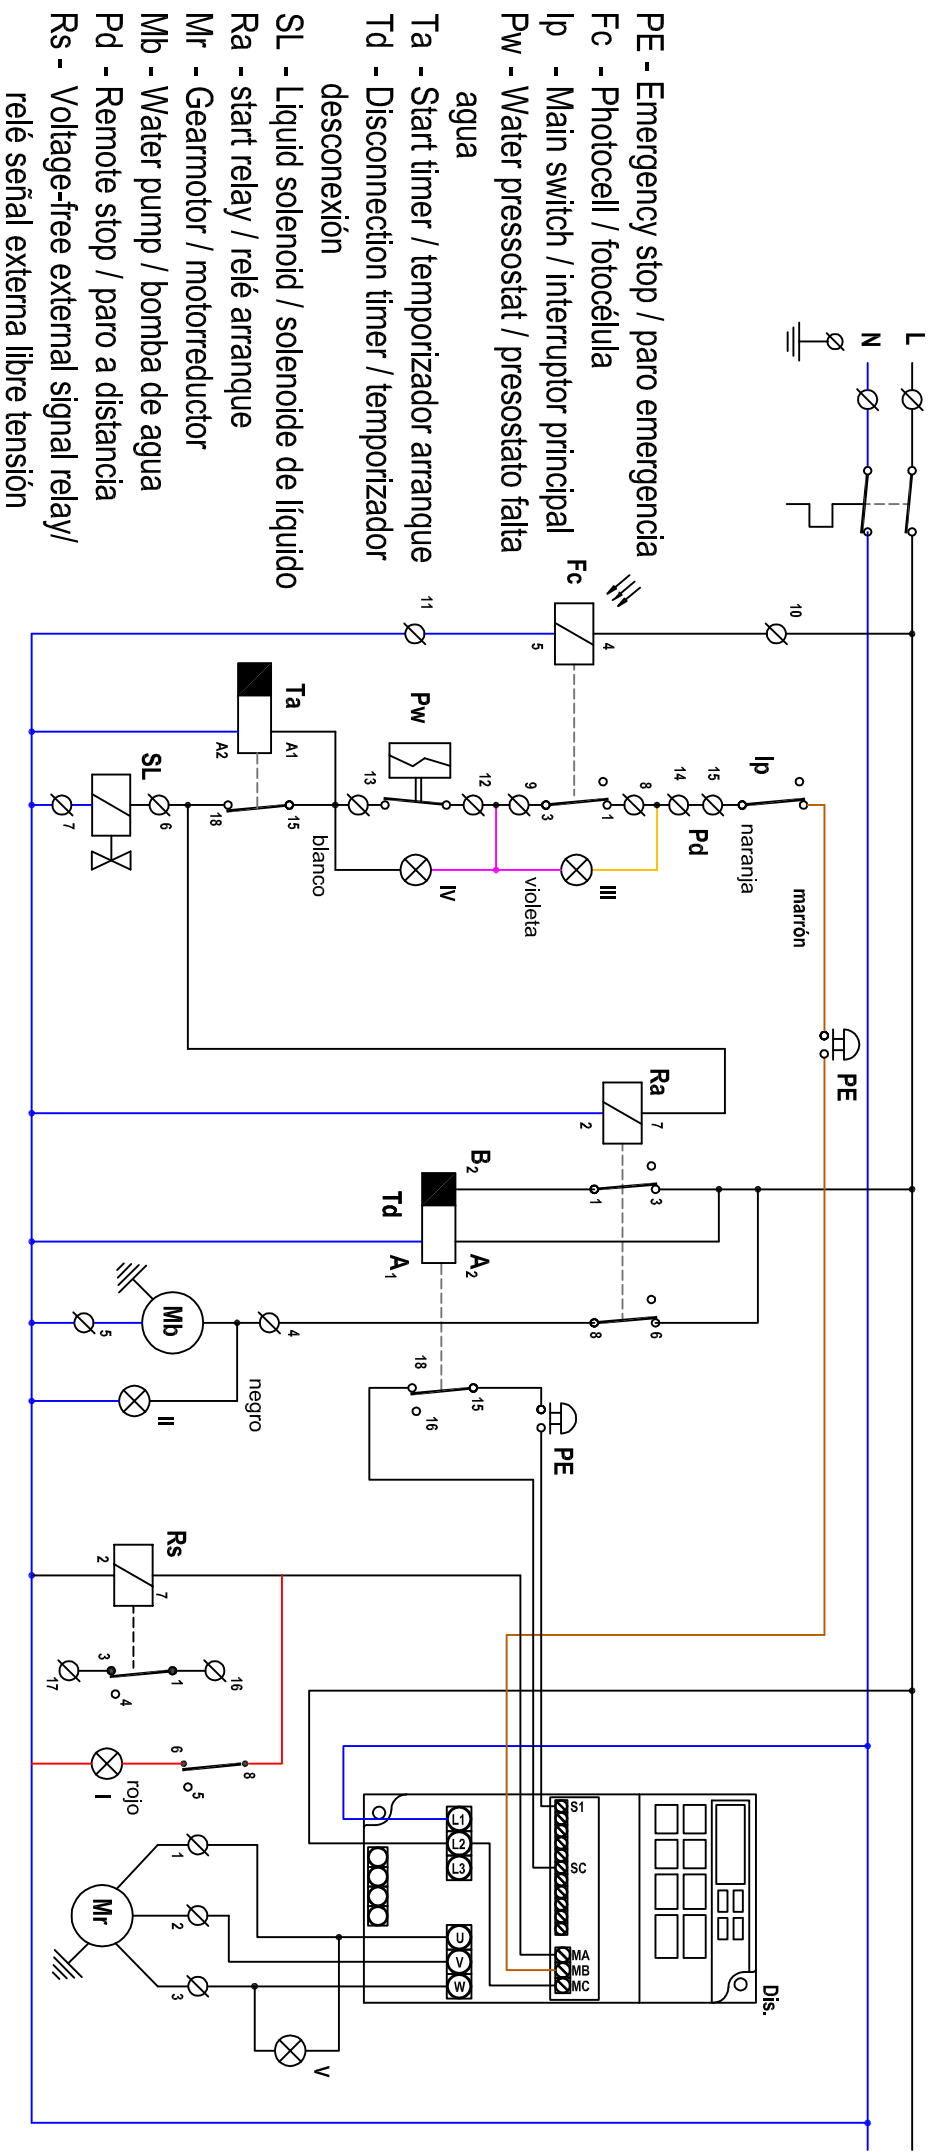 L
N
PE - Emergency stop / paro emergencia
Fc - Photocell / fotocélula
Ip - Main switch / interruptor principal
Pw - Water pressostat / presostato falta
agua
Ta - Start timer / temporizador arranque
Td - Disconnection timer / temporizador
desconexión
SL - Liquid solenoid / solenoide de líquido
Ra - start relay / relé arranque
Mr - Gearmotor / motorreductor
Mb - Water pump / bomba de agua
Pd - Remote stop / paro a distancia
Rs - Voltage-free external signal relay/
relé señal externa libre tensión
10
Fc
4
5
11
Ip
naranja
marrón
15
Pd
14
8
1
3
9
III
violeta
12
Pw
IV
13
blanco
Ta
A1
A2
15
18
SL
6
7
PE
Ra
7
2
3
1
6
8
B2
Td
A2
A1
4
Mb
5
negro
II
15
16
18
PE
Rs
7
2
1
3
4
16
17
8
6
5
rojo
I
Dis.
S1
SC
MA
MB
MC
L1
L2
L3
U
V
W
1
2
3
Mr
V